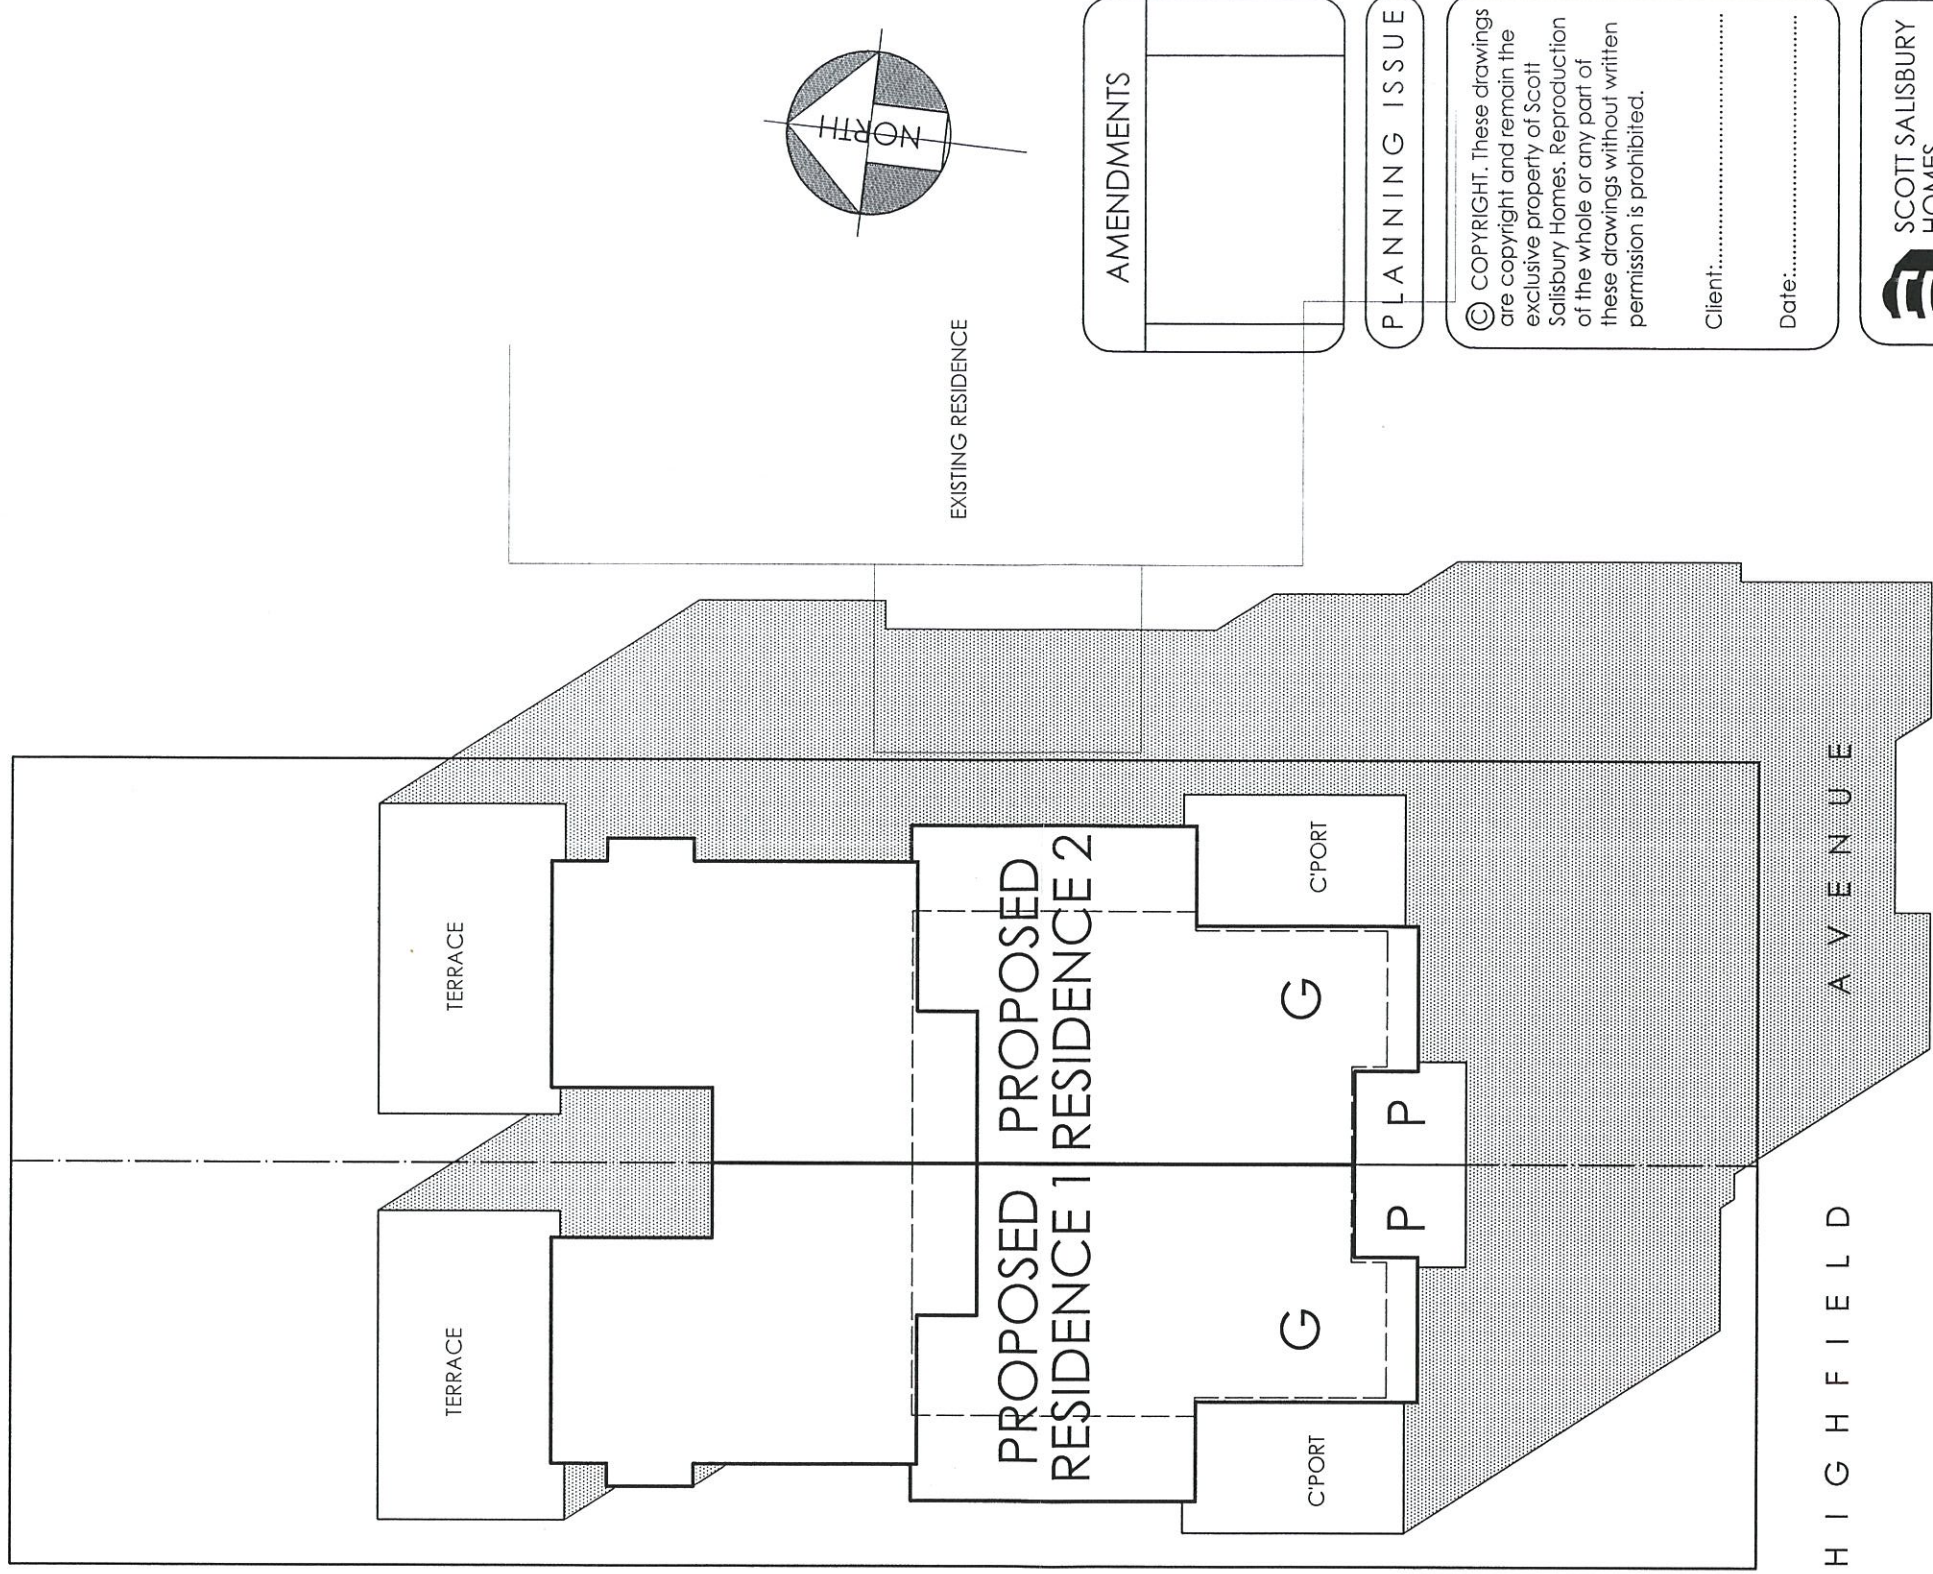 TERRACE
TERRACE
PROPOSED
RESIDENCE 1
PROPOSED
RESIDENCE 2
C'PORT
C'PORT
G
G
P
P
HIGHFIELD AVENUE
EXISTING RESIDENCE
NORTH
AMENDMENTS
PLANNING ISSUE
© COPYRIGHT. These drawings
are copyright and remain the
exclusive property of Scott
Salisbury Homes. Reproduction
of the whole or any part of
these drawings without written
permission is prohibited.
Client:
Date:
SCOTT SALISBURY
HOMES